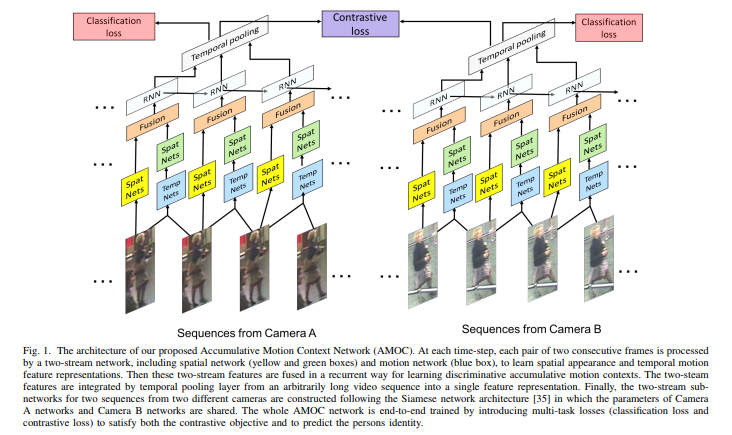 Classification
loss
Contrastive
loss
Classification
loss
Temporal pooling
Temporal pooling
RNN
RNN
RNN
RNN
RNN
RNN
...
...
...
...
Fusion
Fusion
Fusion
Fusion
Fusion
Fusion
Spat
Nets
Spat
Nets
Spat
Nets
Spat
Nets
Spat
Nets
Spat
Nets
...
...
...
...
Spat
Nets
Temp
Nets
Spat
Nets
Temp
Nets
Spat
Nets
Temp
Nets
Spat
Nets
Temp
Nets
Spat
Nets
Temp
Nets
Spat
Nets
Temp
Nets
...
...
...
...
Sequences from Camera A
Sequences from Camera B
Fig. 1. The architecture of our proposed Accumulative Motion Context Network (AMOC). At each time-step, each pair of two consecutive frames is processed
by a two-stream network, including spatial network (yellow and green boxes) and motion network (blue box), to learn spatial appearance and temporal motion
feature representations. Then these two-stream features are fused in a recurrent way for learning discriminative accumulative motion contexts. The two-steam
features are integrated by temporal pooling layer from an arbitrarily long video sequence into a single feature representation. Finally, the two-stream sub-
networks for two sequences from two different cameras are constructed following the Siamese network architecture [35] in which the parameters of Camera
A networks and Camera B networks are shared. The whole AMOC network is end-to-end trained by introducing multi-task losses (classification loss and
contrastive loss) to satisfy both the contrastive objective and to predict the persons identity.